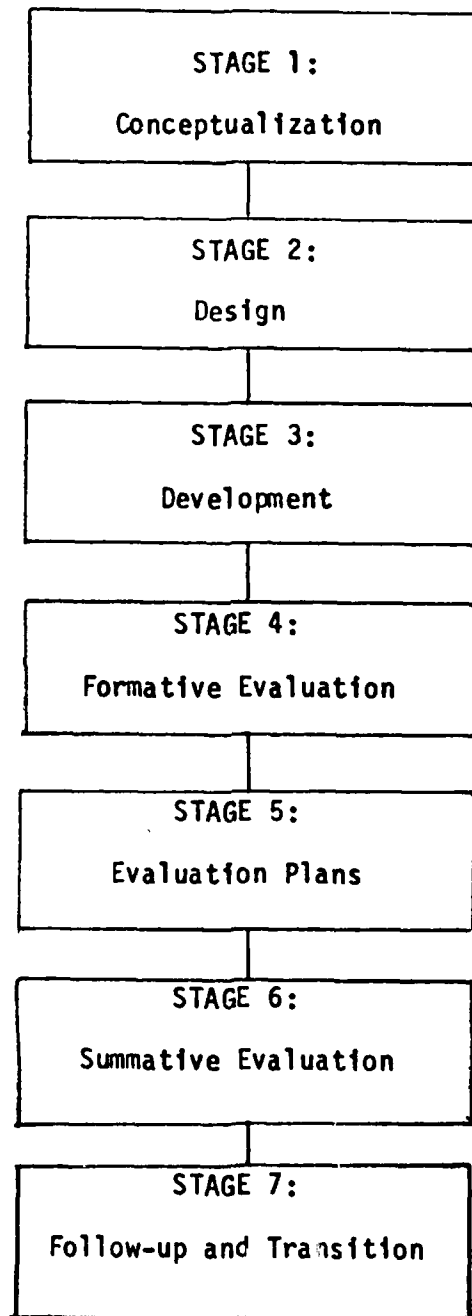 STAGE 1:
Conceptualization
STAGE 2:
Design
STAGE 3:
Development
STAGE 4:
Formative Evaluation
STAGE 5:
Evaluation Plans
STAGE 6:
Summative Evaluation
STAGE 7:
Follow-up and Transition